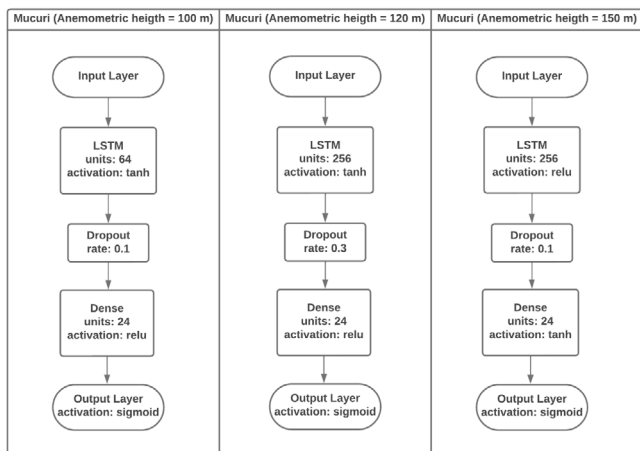 Mucuri (Anemometric heigth = 100 m)
Input Layer
LSTM
units: 64
activation: tanh
Dropout
rate: 0.1
Dense
units: 24
activation: relu
Output Layer
activation: sigmoid
Mucuri (Anemometric heigth = 120 m)
Input Layer
LSTM
units: 256
activation: tanh
Dropout
rate: 0.3
Dense
units: 24
activation: relu
Output Layer
activation: sigmoid
Mucuri (Anemometric heigth = 150 m)
Input Layer
LSTM
units: 256
activation: relu
Dropout
rate: 0.1
Dense
units: 24
activation: tanh
Output Layer
activation: sigmoid